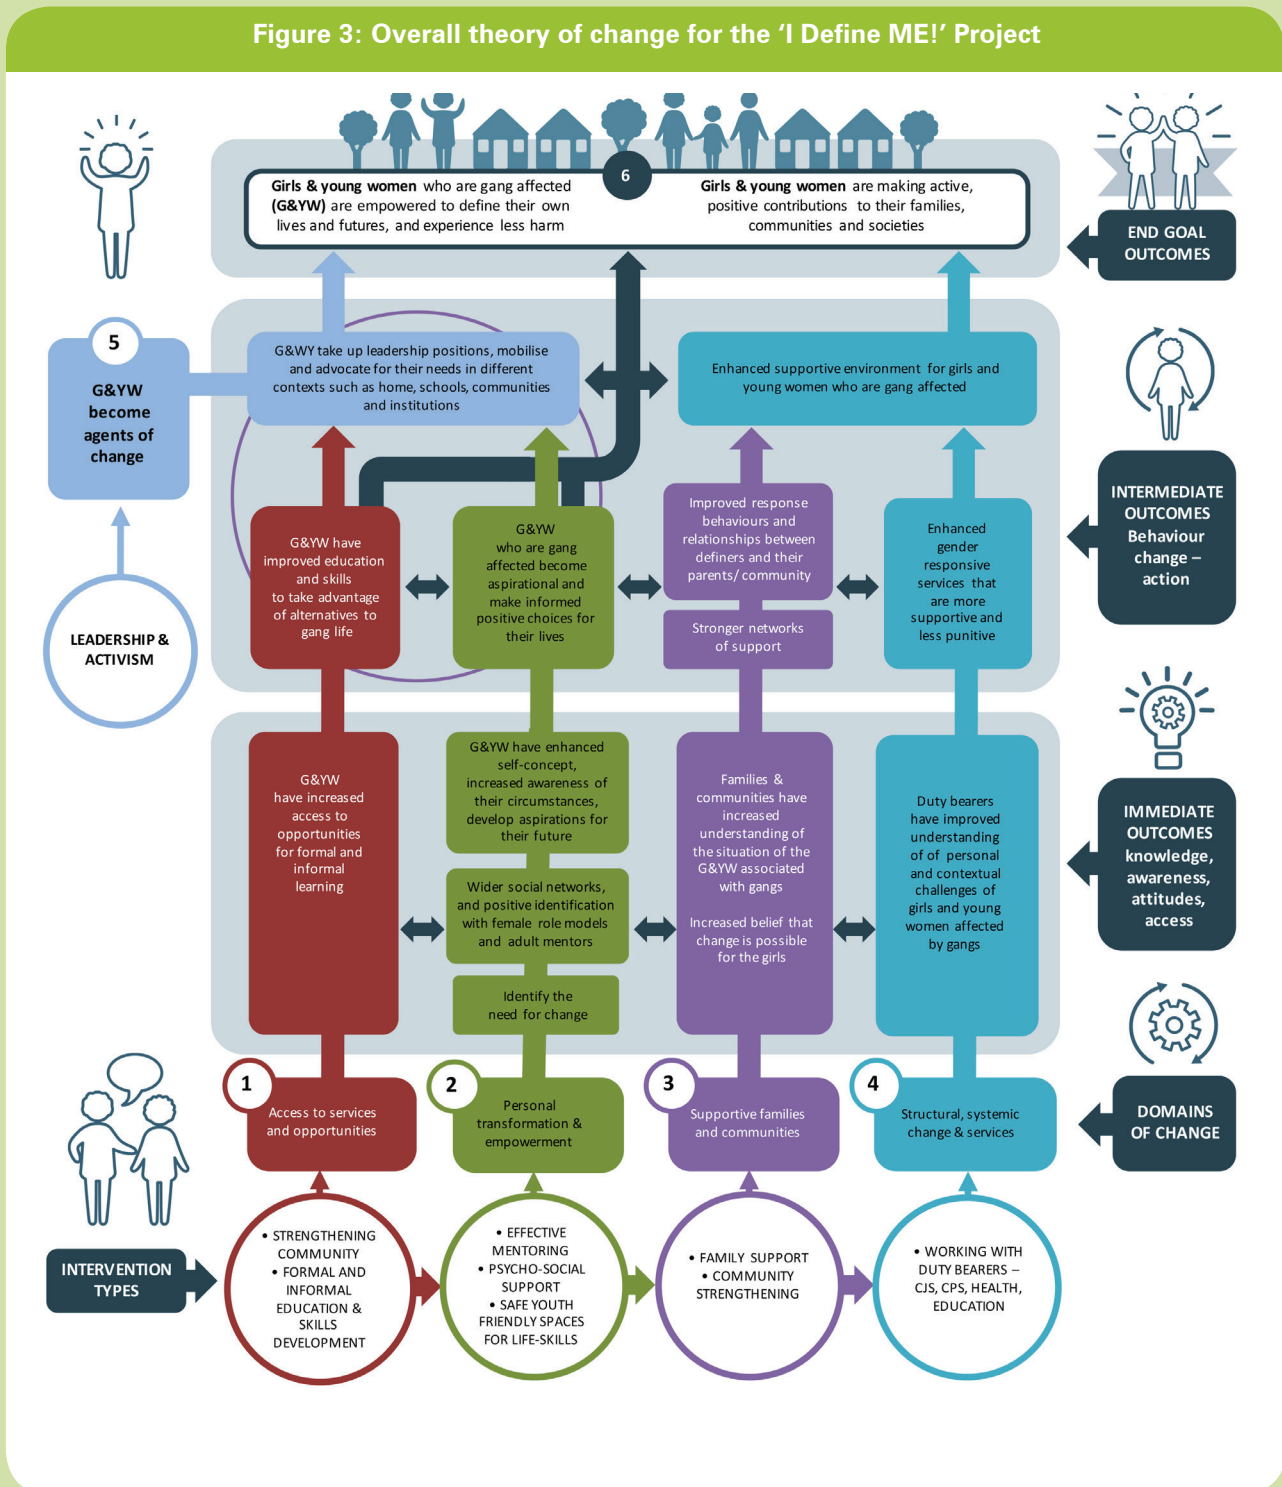 Figure 3: Overall theory of change for the ‘I Define ME!’ Project
6
Girls & young women who are gang affected
(G&YW) are empowered to define their own
lives and futures, and experience less harm
Girls & young women are making active,
positive contributions to their families,
communities and societies
END GOAL
OUTCOMES
5
G&YW
become
agents of
change
G&WY take up leadership positions, mobilise
and advocate for their needs in different
contexts such as home, schools, communities
and institutions
Enhanced supportive environment for girls and
young women who are gang affected
LEADERSHIP &
ACTIVISM
G&YW have
improved education
and skills
to take advantage
of alternatives to
gang life
G&YW
who are gang
affected become
aspirational and
make informed
positive choices for
their lives
Improved response
behaviours and
relationships between
definers and their
parents/ community
Stronger networks
of support
Enhanced
gender
responsive
services that
are more
supportive and
less punitive
INTERMEDIATE
OUTCOMES
Behaviour
change –
action
G&YW
have increased
access to
opportunities
for formal and
informal
learning
G&YW have enhanced
self-concept,
increased awareness of
their circumstances,
develop aspirations for
their future
Wider social networks,
and positive identification
with female role models
and adult mentors
Identify the
need for change
Families &
communities have
increased
understanding of
the situation of the
G&YW associated
with gangs
Increased belief that
change is possible
for the girls
Duty bearers
have improved
understanding
of of personal
and contextual
challenges of
girls and young
women affected
by gangs
IMMEDIATE
OUTCOMES
knowledge,
awareness,
attitudes,
access
1
Access to services
and opportunities
2
Personal
transformation &
empowerment
3
Supportive families
and communities
4
Structural, systemic
change & services
DOMAINS
OF CHANGE
INTERVENTION
TYPES
• STRENGTHENING
COMMUNITY
• FORMAL AND
INFORMAL
EDUCATION &
SKILLS
DEVELOPMENT
• EFFECTIVE
MENTORING
• PSYCHO-SOCIAL
SUPPORT
• SAFE YOUTH
FRIENDLY SPACES
FOR LIFE-SKILLS
• FAMILY SUPPORT
• COMMUNITY
STRENGTHENING
• WORKING WITH
DUTY BEARERS –
CJS, CPS, HEALTH,
EDUCATION